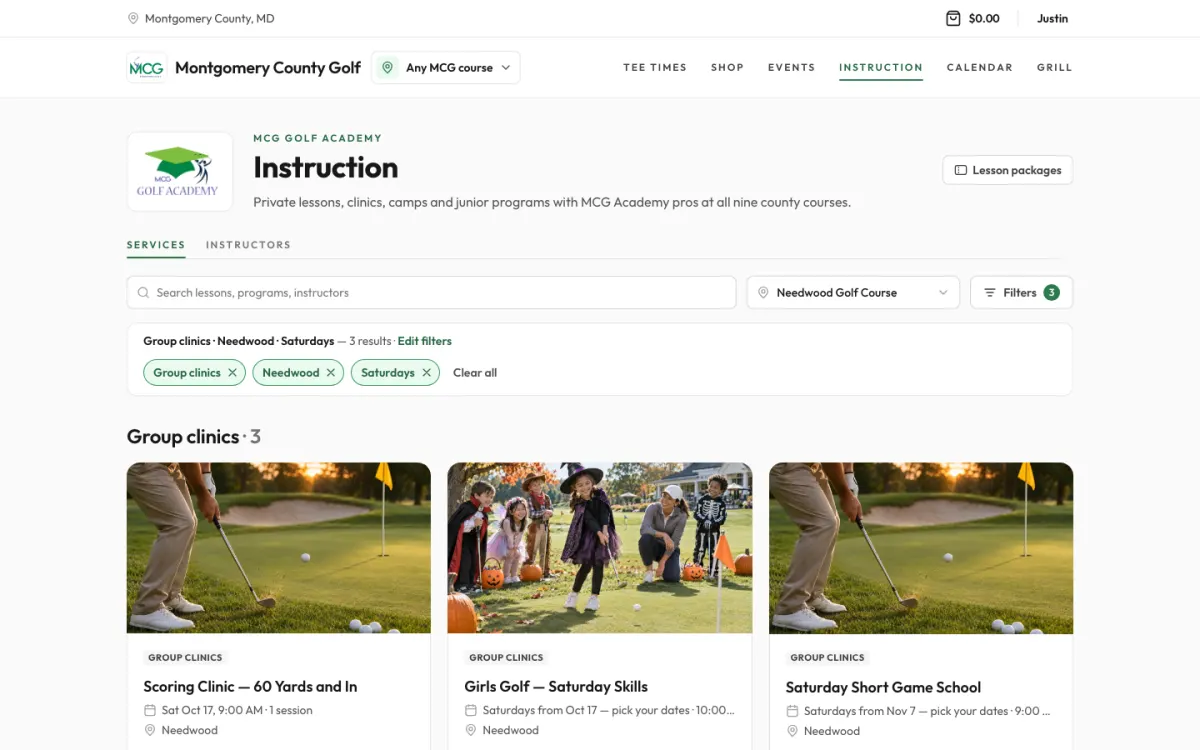 Montgomery County, MD
$0.00
Justin
MCG
Montgomery County Golf
Any MCG course
TEE TIMES
SHOP
EVENTS
INSTRUCTION
CALENDAR
GRILL
MCG
GOLF ACADEMY
MCG GOLF ACADEMY
Instruction
Private lessons, clinics, camps and junior programs with MCG Academy pros at all nine county courses.
Lesson packages
SERVICES
INSTRUCTORS
Search lessons, programs, instructors
Needwood Golf Course
Filters 3
Group clinics · Needwood · Saturdays — 3 results · Edit filters
Group clinics
Needwood
Saturdays
Clear all
Group clinics · 3
GROUP CLINICS
Scoring Clinic — 60 Yards and In
Sat Oct 17, 9:00 AM · 1 session
Needwood
GROUP CLINICS
Girls Golf — Saturday Skills
Saturdays from Oct 17 — pick your dates · 10:00...
Needwood
GROUP CLINICS
Saturday Short Game School
Saturdays from Nov 7 — pick your dates · 9:00 ...
Needwood